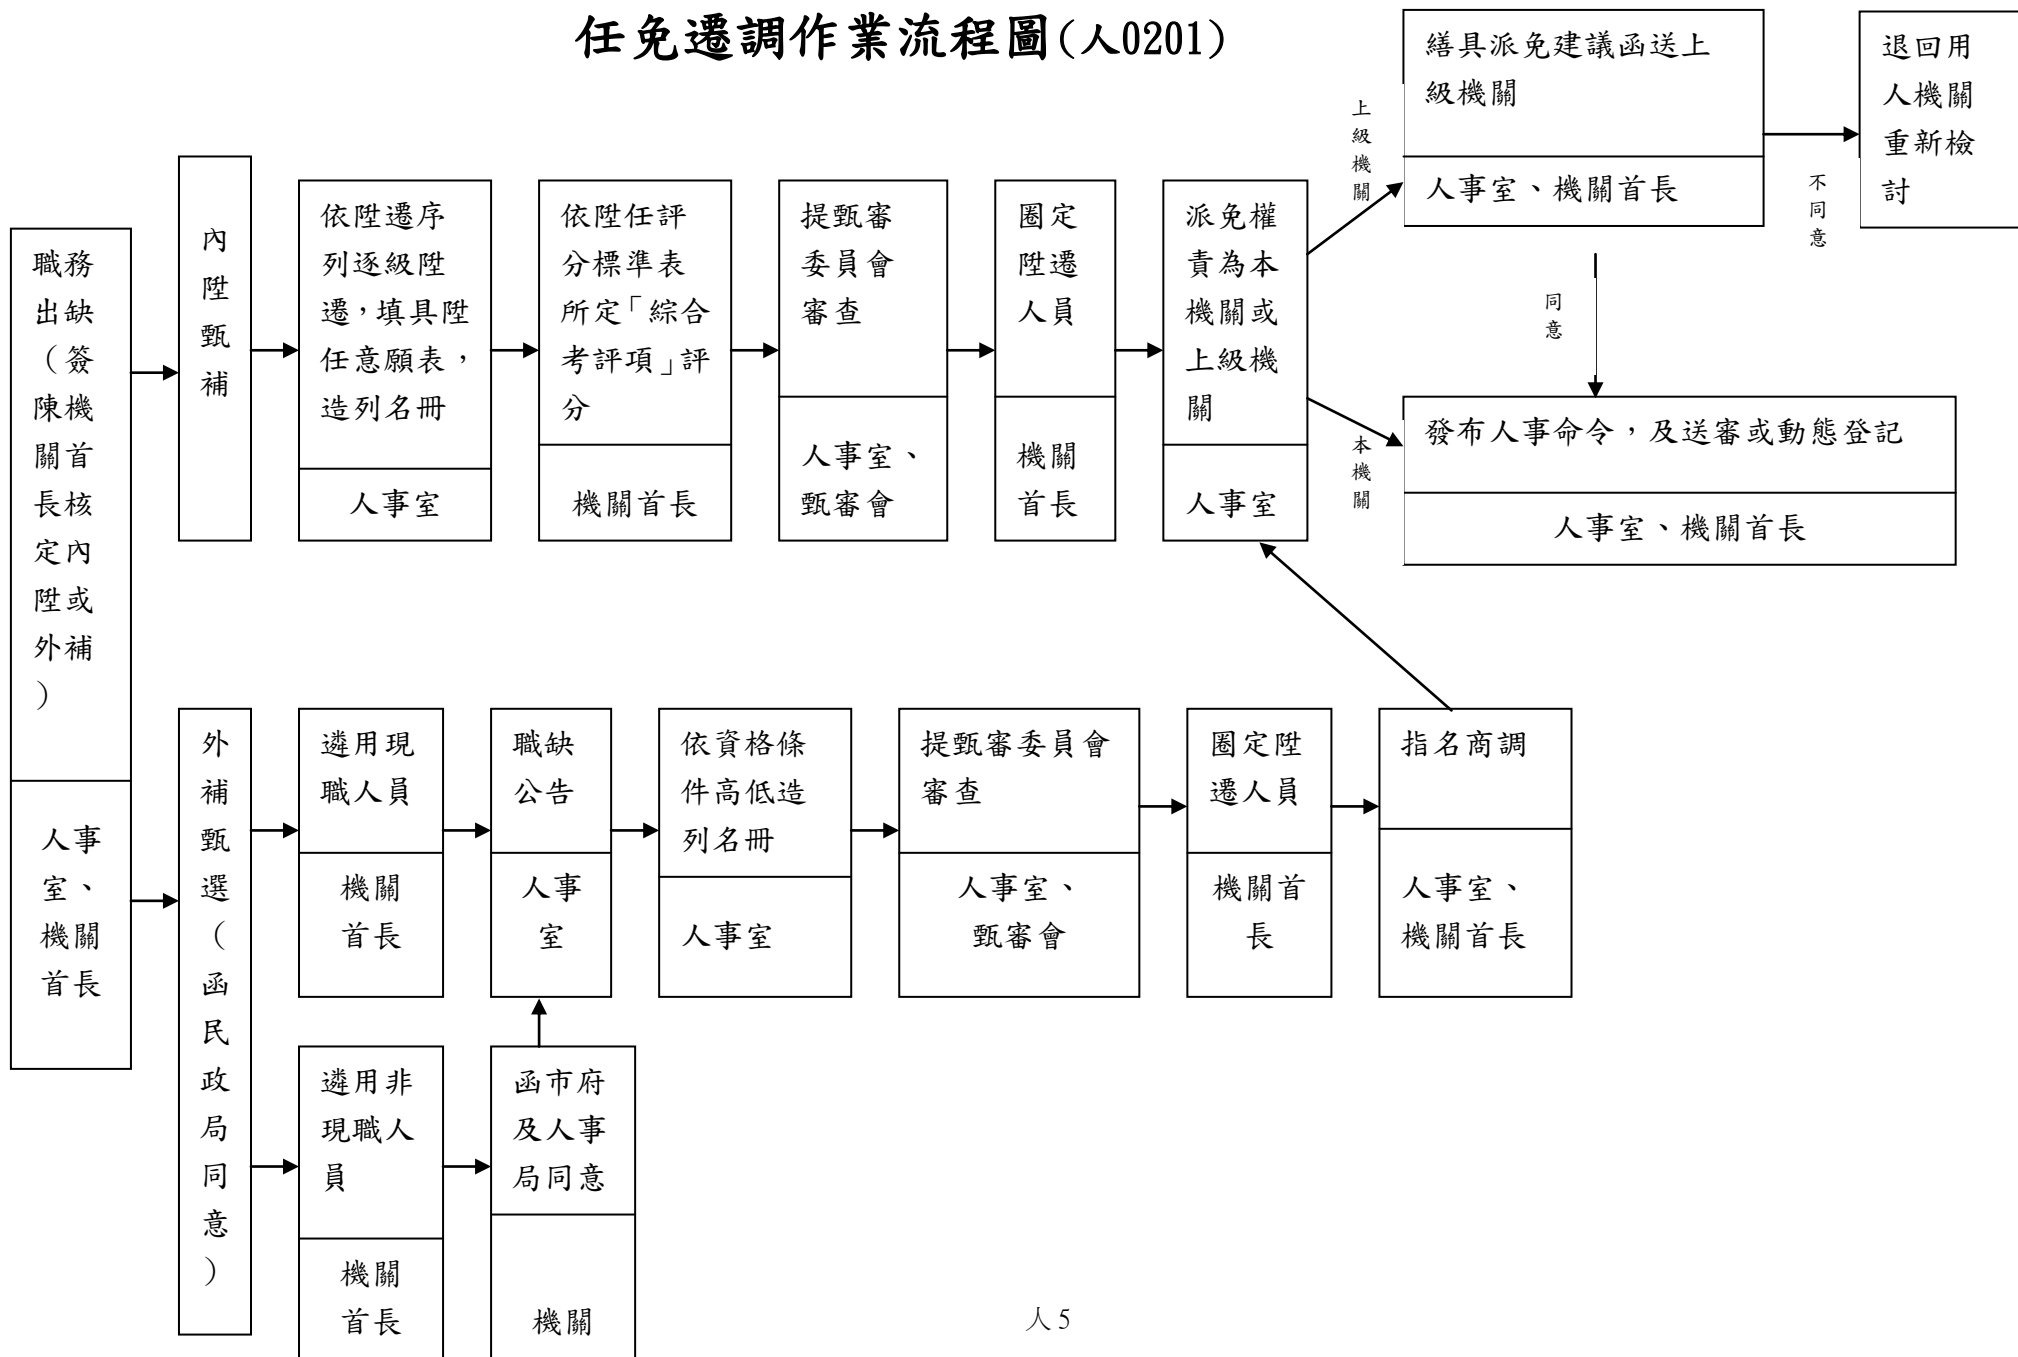 任免遷調作業流程圖(人0201)
職務
出缺
（簽
陳機
關首
長核
定內
陞或
外補
）
人事
室、
機關
首長
內
陞
甄
補
依陞遷序
列逐級陞
遷，填具陞
任意願表，
造列名冊
人事室
依陞任評
分標準表
所定「綜合
考評項」評
分
機關首長
提甄審
委員會
審查
人事室、
甄審會
圈定
陞遷
人員
機關
首長
派免權
責為本
機關或
上級機
關
人事室
上
級
機
關
繕具派免建議函送上
級機關
人事室、機關首長
不
同
意
退回用
人機關
重新檢
討
同
意
本
機
關
發布人事命令，及送審或動態登記
人事室、機關首長
外
補
甄
選
（
函
民
政
局
同
意
）
遴用現
職人員
機關
首長
職缺
公告
人事
室
依資格條
件高低造
列名冊
人事室
提甄審委員會
審查
人事室、
甄審會
圈定陞
遷人員
機關首
長
指名商調
人事室、
機關首長
遴用非
現職人
員
機關
首長
函市府
及人事
局同意
機關
人5